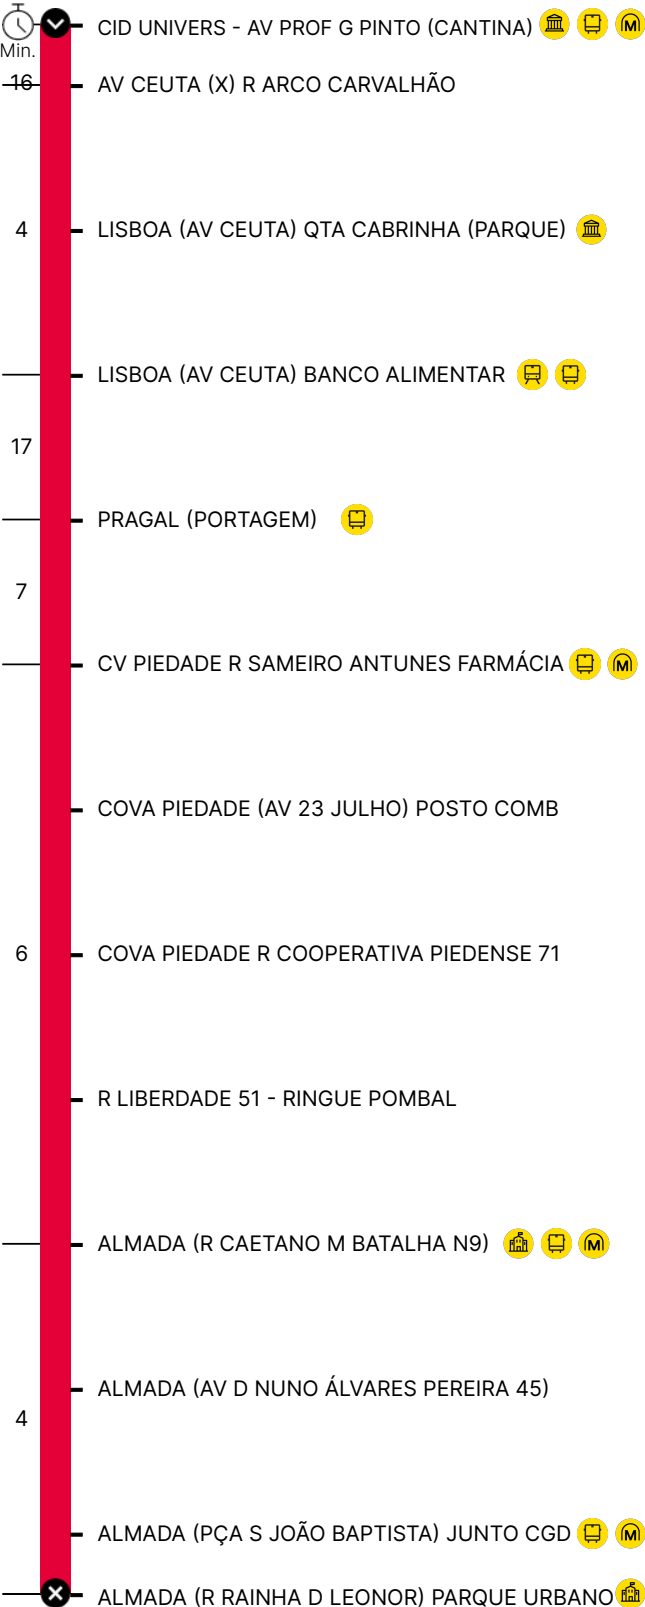 CID UNIVERS - AV PROF G PINTO (CANTINA) M
Min.
16 AV CEUTA (X) R ARCO CARVALHÃO
4 LISBOA (AV CEUTA) QTA CABRINHA (PARQUE)
LISBOA (AV CEUTA) BANCO ALIMENTAR
17
PRAGAL (PORTAGEM)
7
CV PIEDADE R SAMEIRO ANTUNES FARMÁCIA M
COVA PIEDADE (AV 23 JULHO) POSTO COMB
6 COVA PIEDADE R COOPERATIVA PIEDENSE 71
R LIBERDADE 51 - RINGUE POMBAL
ALMADA (R CAETANO M BATALHA N9) M
ALMADA (AV D NUNO ÁLVARES PEREIRA 45)
4
ALMADA (PÇA S JOÃO BAPTISTA) JUNTO CGD M
ALMADA (R RAINHA D LEONOR) PARQUE URBANO